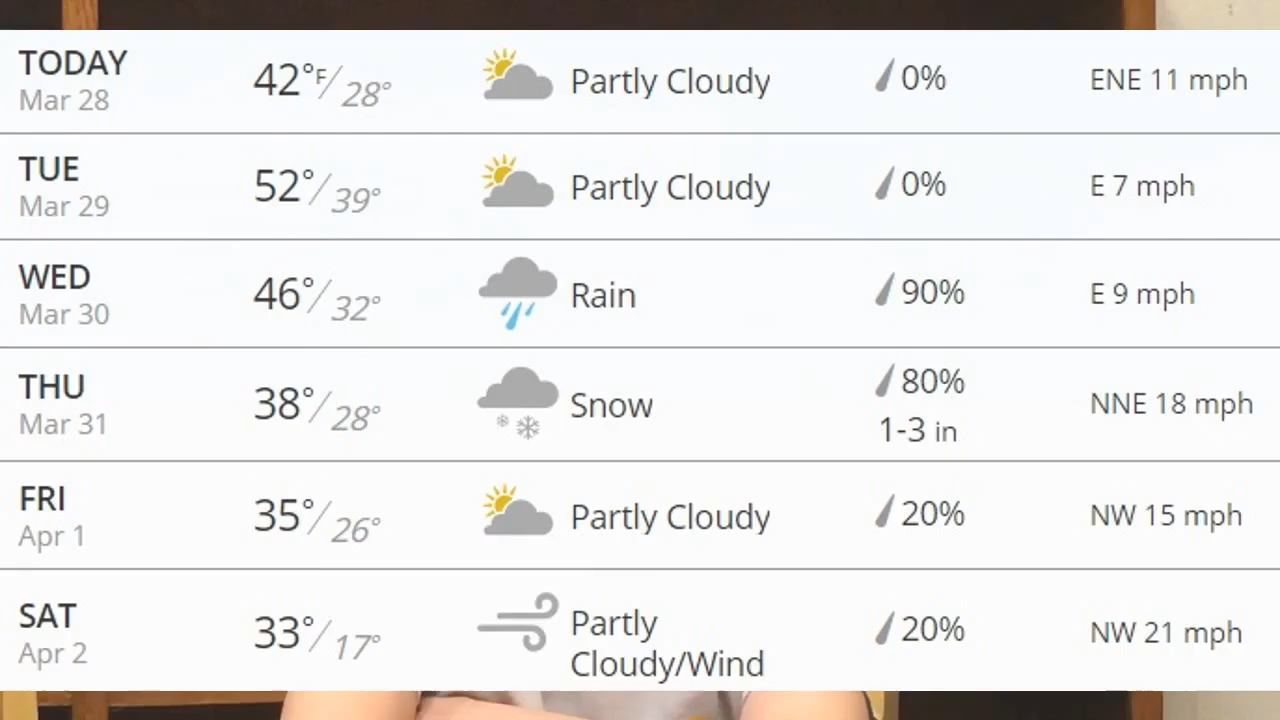 TODAY
Mar 28
42°F/28°
Partly Cloudy
0%
ENE 11 mph
TUE
Mar 29
52°/39°
Partly Cloudy
0%
E 7 mph
WED
Mar 30
46°/32°
Rain
90%
E 9 mph
THU
Mar 31
38°/28°
Snow
80%
1-3 in
NNE 18 mph
FRI
Apr 1
35°/26°
Partly Cloudy
20%
NW 15 mph
SAT
Apr 2
33°/17°
Partly
Cloudy/Wind
20%
NW 21 mph